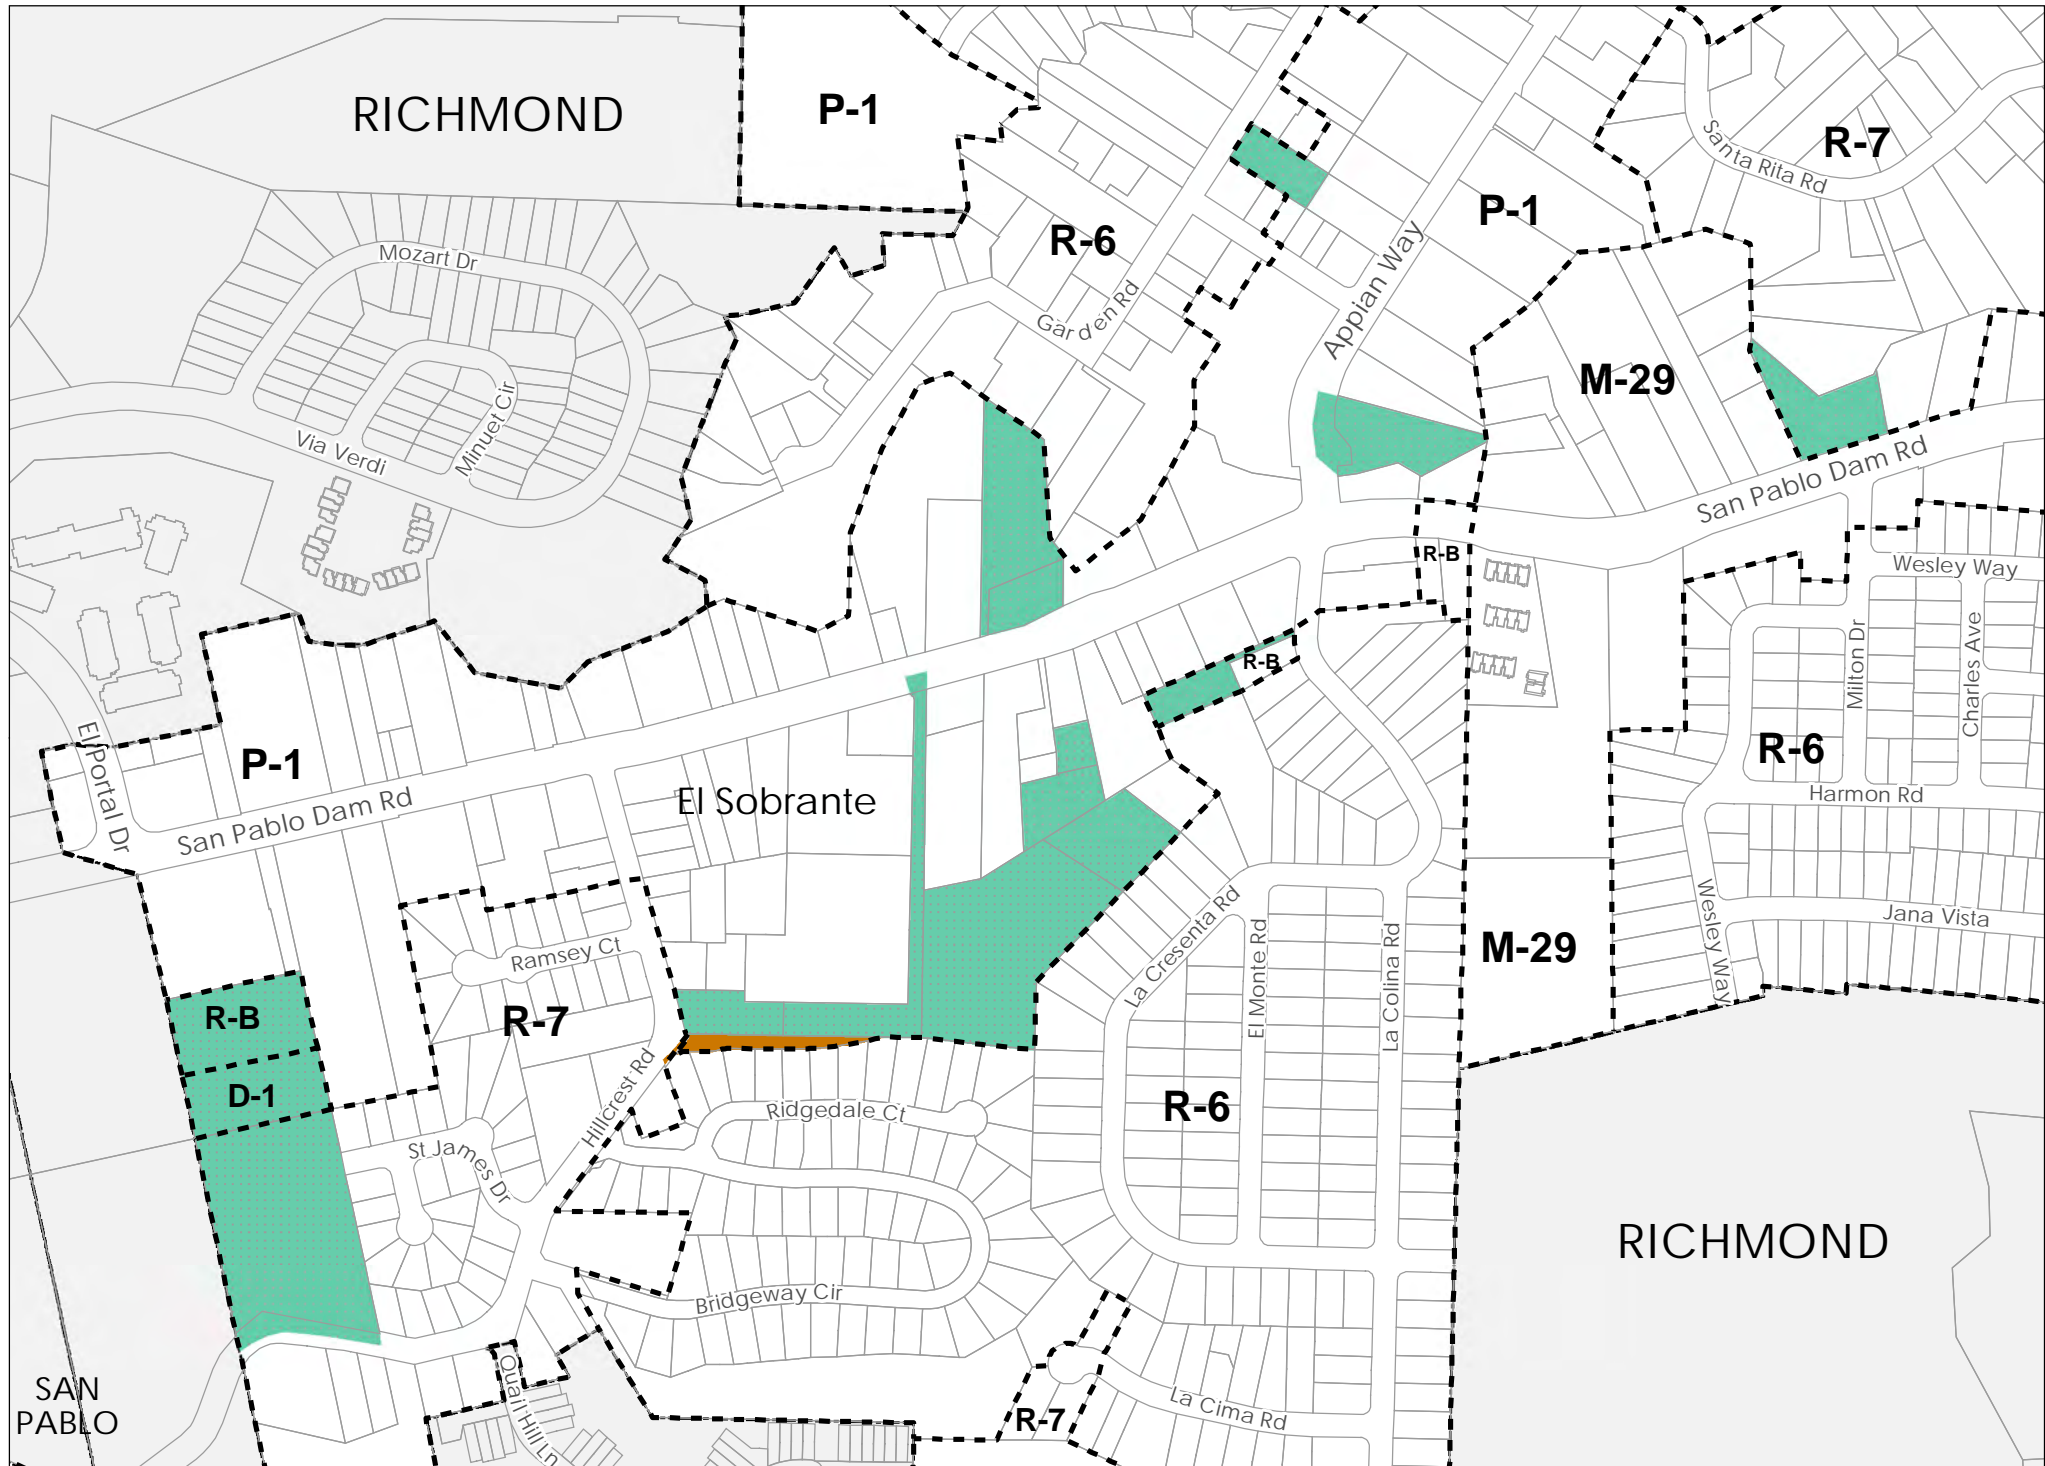 RICHMOND
P-1
R-7
Santa Rita Rd
P-1
R-6
Mozart Dr
Garden Rd
Appian Way
M-29
Minuet Cir
Via Verdi
San Pablo Dam Rd
R-B
Wesley Way
R-B
Milton Dr
Charles Ave
El Portal Dr
P-1
R-6
Harmon Rd
El Sobrante
San Pablo Dam Rd
La Cresenta Rd
El Monte Rd
La Colina Rd
M-29
Wesley Way
Jana Vista
Ramsey Ct
R-B
R-7
D-1
Hillcrest Rd
Ridgedale Ct
R-6
St James Dr
RICHMOND
Bridgeway Cir
SAN
PABLO
Quail Hill Ln
R-7
La Cima Rd